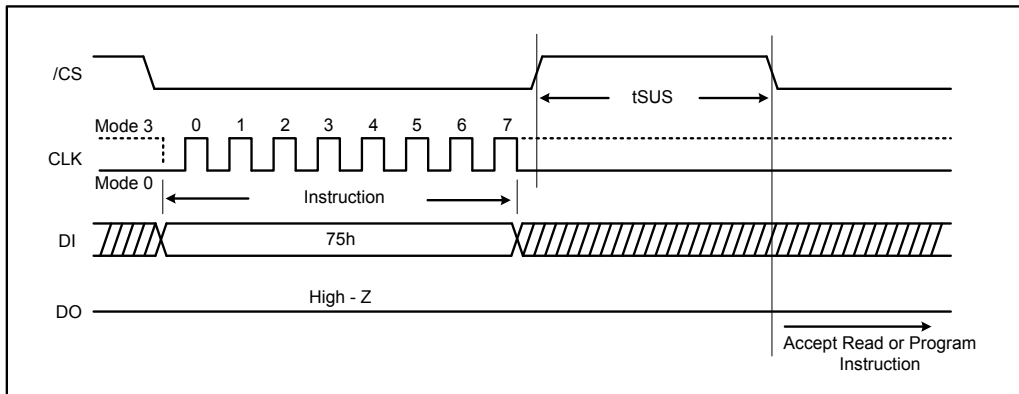 /CS
tSUS
Mode 3
0 1 2 3 4 5 6 7
CLK
Mode 0
Instruction
DI
75h
High - Z
DO
Accept Read or Program
Instruction